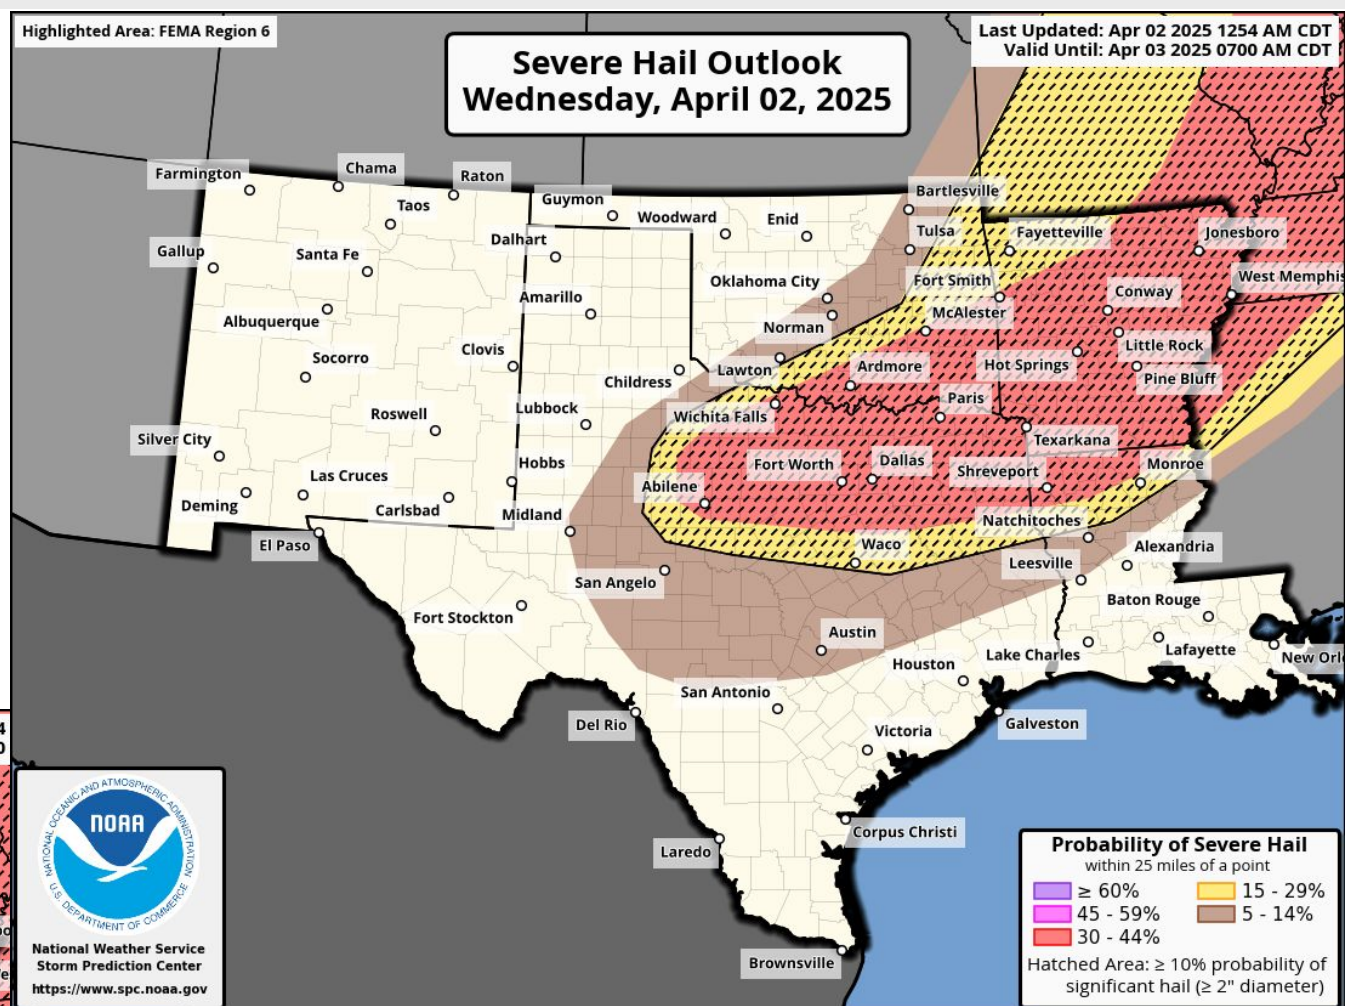 Highlighted Area: FEMA Region 6
Last Updated: Apr 02 2025 1254 AM CDT
Valid Until: Apr 03 2025 0700 AM CDT
Severe Hail Outlook
Wednesday, April 02, 2025
Farmington
Chama
Raton
Taos
Guymon
Woodward
Enid
Bartlesville
Tulsa
Fayetteville
Jonesboro
Gallup
Santa Fe
Dalhart
Oklahoma City
Fort Smith
West Memphis
Albuquerque
Amarillo
Norman
McAlester
Conway
Socorro
Clovis
Childress
Lawton
Ardmore
Hot Springs
Little Rock
Pine Bluff
Roswell
Lubbock
Wichita Falls
Paris
Texarkana
Silver City
Las Cruces
Hobbs
Fort Worth
Dallas
Shreveport
Monroe
Deming
Carlsbad
Midland
Abilene
Natchitoches
El Paso
Waco
Leesville
Alexandria
San Angelo
Fort Stockton
Baton Rouge
Austin
Houston
Lake Charles
Lafayette
New Orl
San Antonio
Del Rio
Victoria
Galveston
Corpus Christi
Laredo
Brownsville
NATIONAL OCEANIC AND ATMOSPHERIC ADMINISTRATION
NOAA
U.S. DEPARTMENT OF COMMERCE
National Weather Service
Storm Prediction Center
https://www.spc.noaa.gov
Probability of Severe Hail
within 25 miles of a point
≥ 60%
15 - 29%
45 - 59%
5 - 14%
30 - 44%
Hatched Area: ≥ 10% probability of
significant hail (≥ 2" diameter)